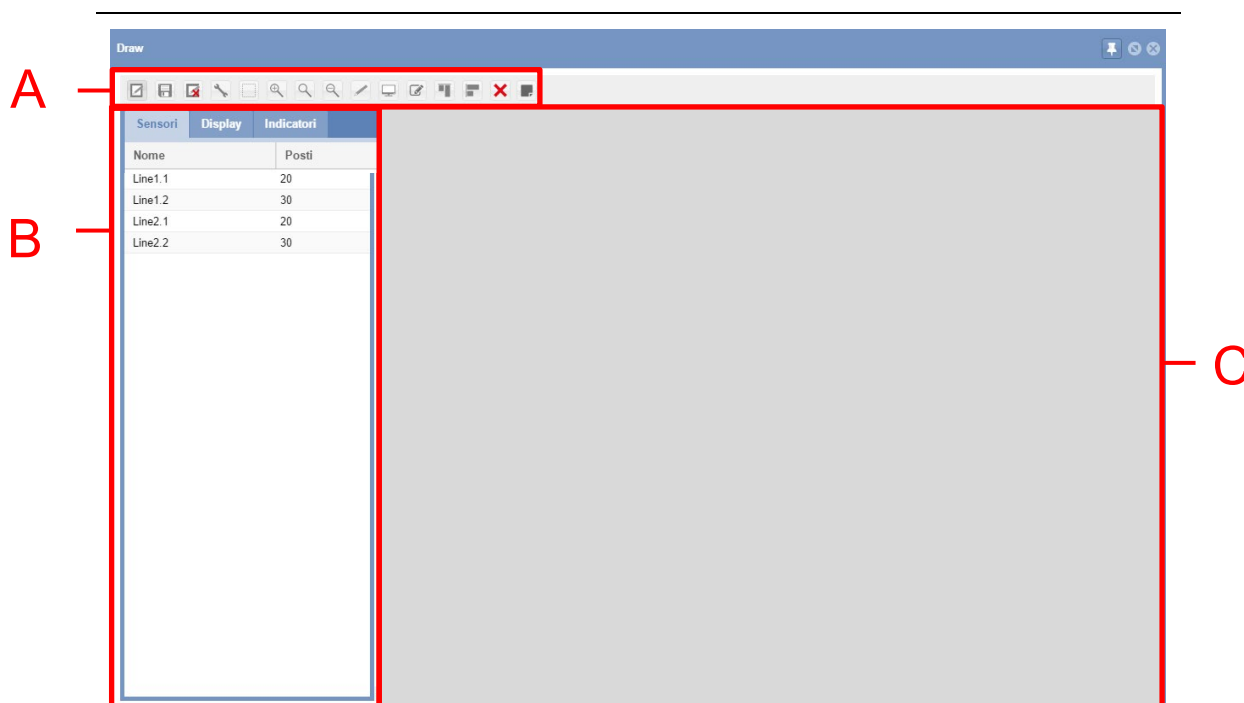 Draw
A
Sensori Display Indicatori
Nome Posti
Line1.1 20
Line1.2 30
B
Line2.1 20
Line2.2 30
C